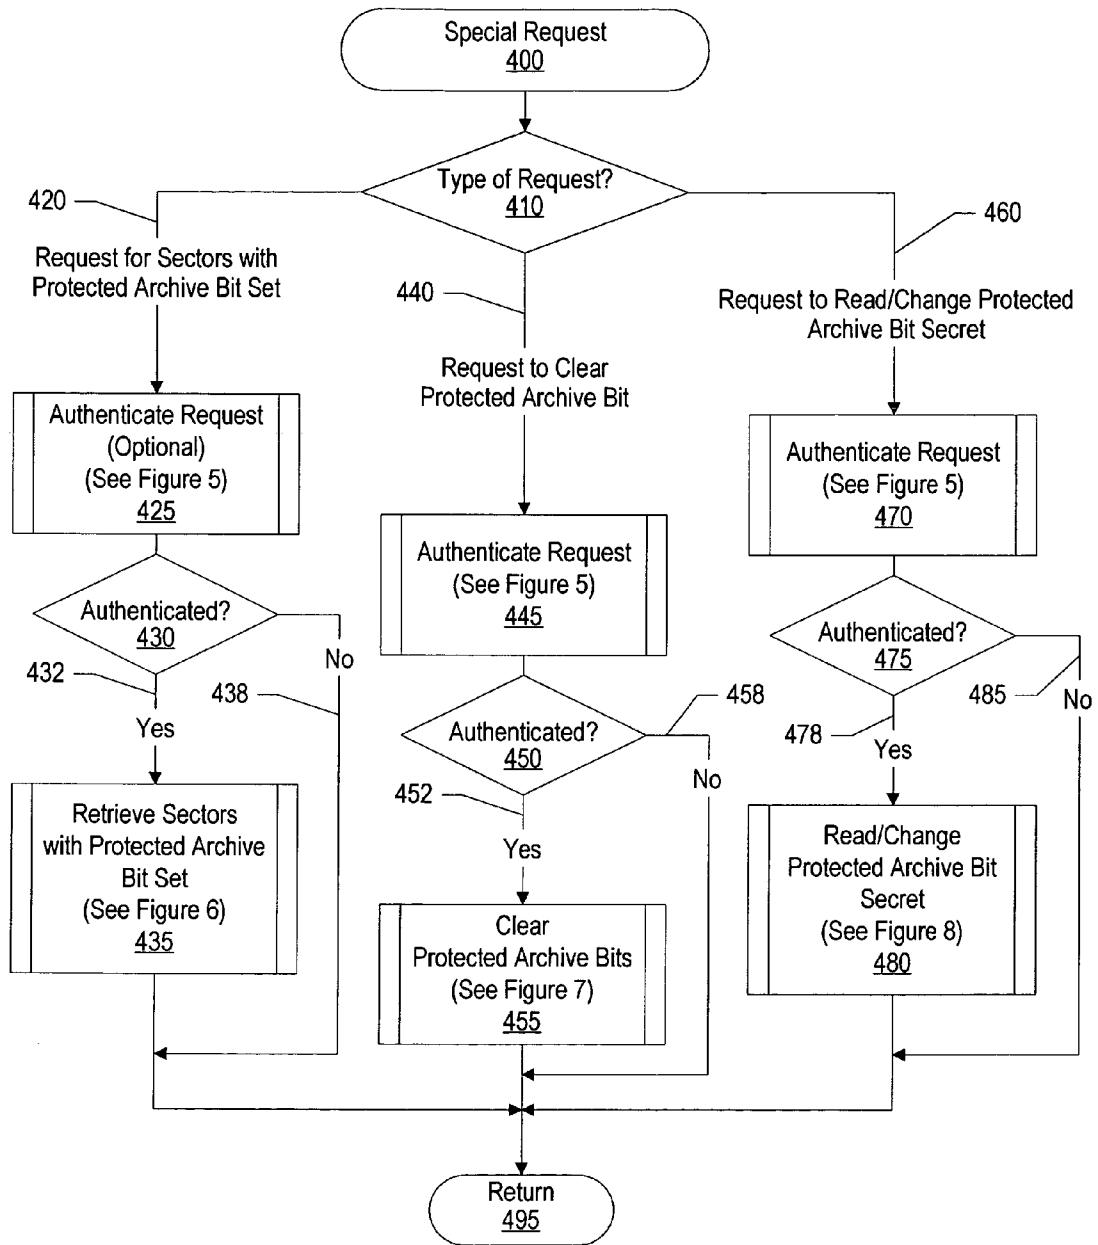 Special Request
400
Type of Request?
410
420
Request for Sectors with
Protected Archive Bit Set
440
Request to Clear
Protected Archive Bit
460
Request to Read/Change Protected
Archive Bit Secret
Authenticate Request
(Optional)
(See Figure 5)
425
Authenticated?
430
432
Yes
438
No
Retrieve Sectors
with Protected Archive
Bit Set
(See Figure 6)
435
Authenticate Request
(See Figure 5)
445
Authenticated?
450
452
Yes
458
No
Clear
Protected Archive Bits
(See Figure 7)
455
Authenticate Request
(See Figure 5)
470
Authenticated?
475
478
Yes
485
No
Read/Change
Protected Archive Bit
Secret
(See Figure 8)
480
Return
495